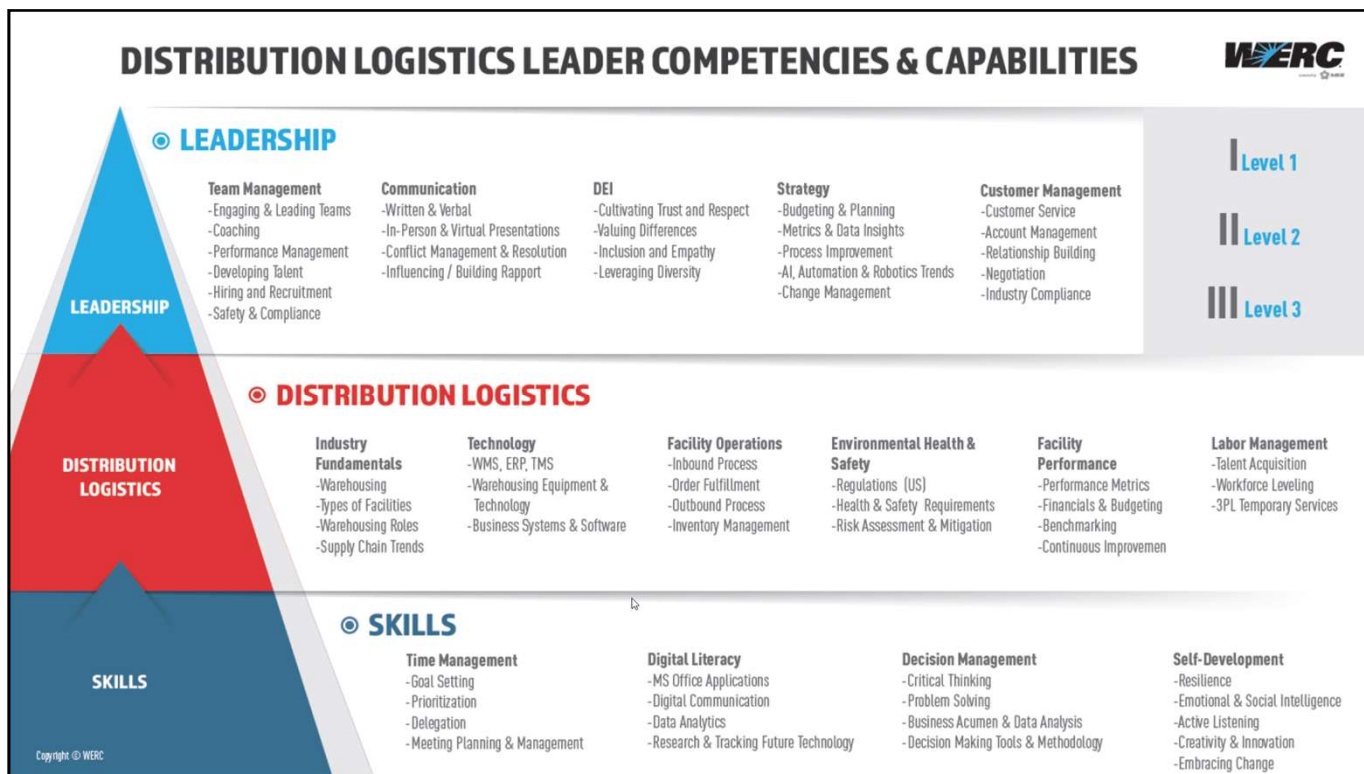 DISTRIBUTION LOGISTICS LEADER COMPETENCIES & CAPABILITIES
WERC
LEADERSHIP
Team Management
-Engaging & Leading Teams
-Coaching
-Performance Management
-Developing Talent
-Hiring and Recruitment
-Safety & Compliance
Communication
-Written & Verbal
-In-Person & Virtual Presentations
-Conflict Management & Resolution
-Influencing / Building Rapport
DEI
-Cultivating Trust and Respect
-Valuing Differences
-Inclusion and Empathy
-Leveraging Diversity
Strategy
-Budgeting & Planning
-Metrics & Data Insights
-Process Improvement
-AI, Automation & Robotics Trends
-Change Management
Customer Management
-Customer Service
-Account Management
-Relationship Building
-Negotiation
-Industry Compliance
I Level 1
II Level 2
III Level 3
LEADERSHIP
DISTRIBUTION LOGISTICS
Industry
Fundamentals
-Warehousing
-Types of Facilities
-Warehousing Roles
-Supply Chain Trends
Technology
-WMS, ERP, TMS
-Warehousing Equipment &
Technology
-Business Systems & Software
Facility Operations
-Inbound Process
-Order Fulfillment
-Outbound Process
-Inventory Management
Environmental Health &
Safety
-Regulations (US)
-Health & Safety Requirements
-Risk Assessment & Mitigation
Facility
Performance
-Performance Metrics
-Financials & Budgeting
-Benchmarking
-Continuous Improvemen
Labor Management
-Talent Acquisition
-Workforce Leveling
-3PL Temporary Services
DISTRIBUTION
LOGISTICS
SKILLS
Time Management
-Goal Setting
-Prioritization
-Delegation
-Meeting Planning & Management
Digital Literacy
-MS Office Applications
-Digital Communication
-Data Analytics
-Research & Tracking Future Technology
Decision Management
-Critical Thinking
-Problem Solving
-Business Acumen & Data Analysis
-Decision Making Tools & Methodology
Self-Development
-Resilience
-Emotional & Social Intelligence
-Active Listening
-Creativity & Innovation
-Embracing Change
SKILLS
Copyright © WERC